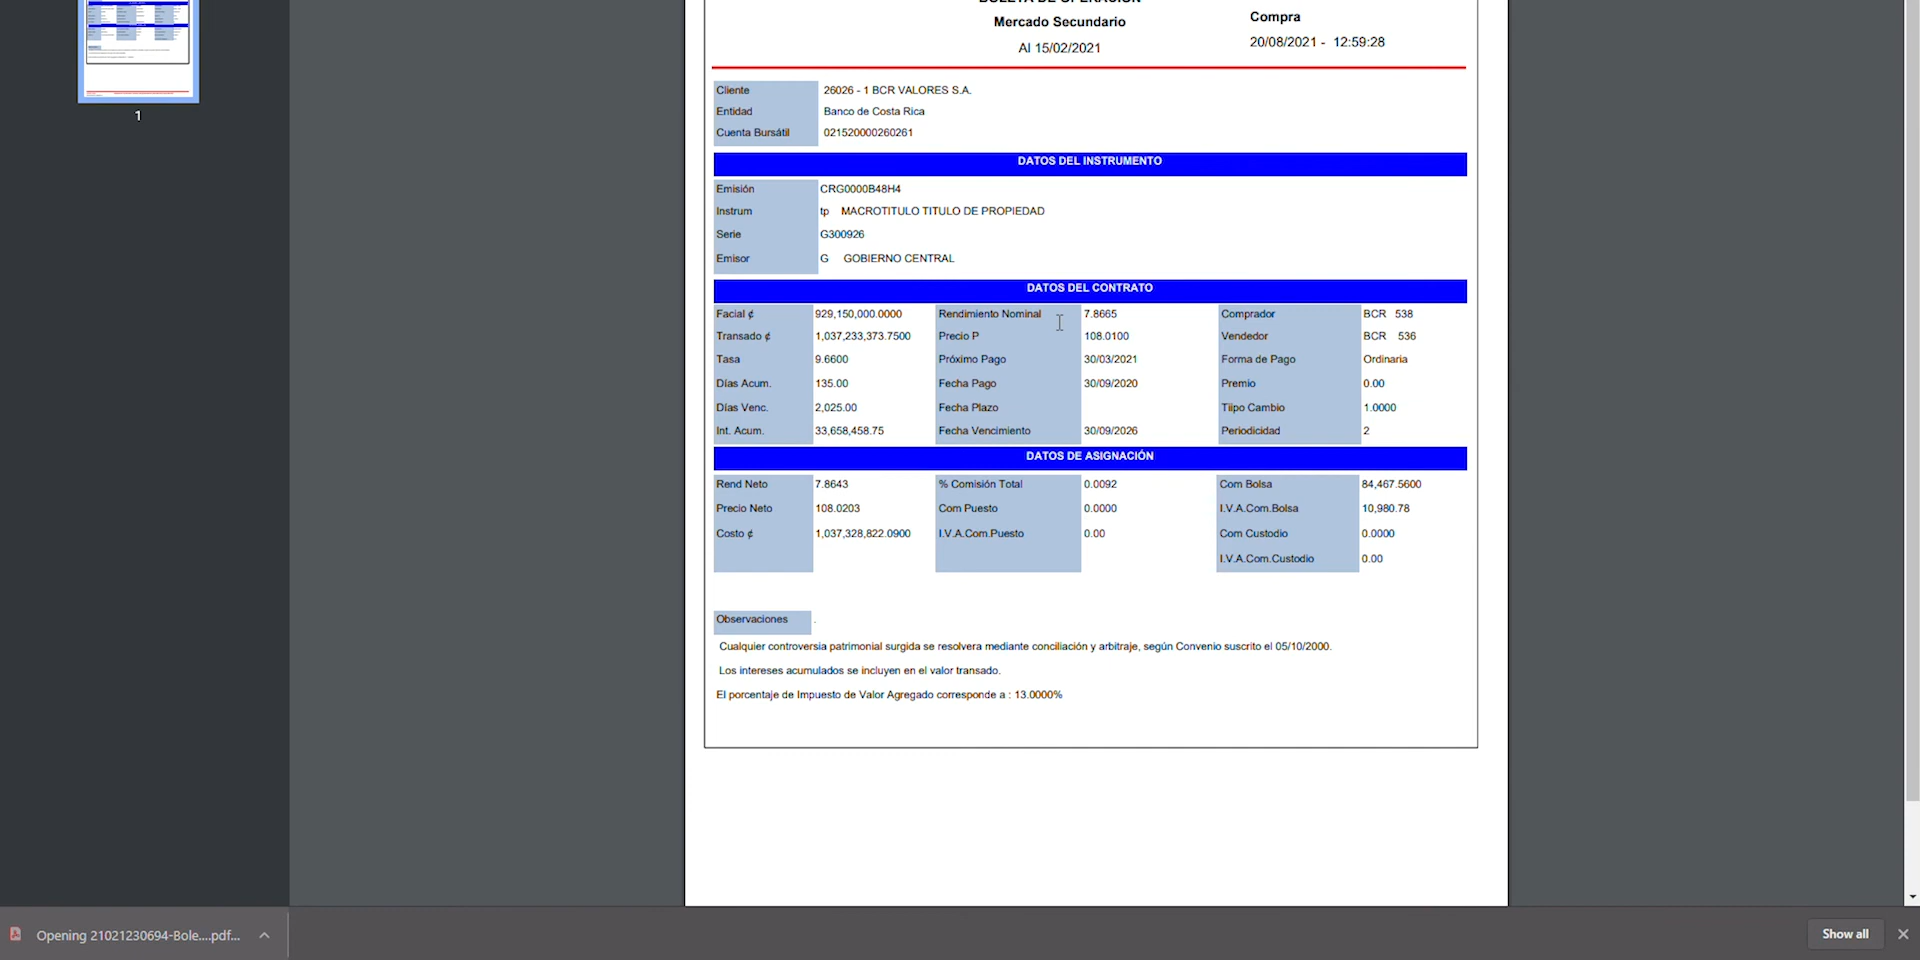 BOLETA DE OPERACIÓN
Mercado Secundario
Compra
Al 15/02/2021
20/08/2021 - 12:59:28
Cliente 26026 - 1 BCR VALORES S.A.
Entidad Banco de Costa Rica
Cuenta Bursátil 021520000260261
DATOS DEL INSTRUMENTO
Emisión CRG0000B48H4
Instrum tp MACROTITULO TITULO DE PROPIEDAD
Serie G300926
Emisor G GOBIERNO CENTRAL
DATOS DEL CONTRATO
Facial ¢ 929,150,000.0000 Rendimiento Nominal 7.8665 Comprador BCR 538
Transado ¢ 1,037,233,373.7500 Precio P 108.0100 Vendedor BCR 536
Tasa 9.6600 Próximo Pago 30/03/2021 Forma de Pago Ordinaria
Días Acum. 135.00 Fecha Pago 30/09/2020 Premio 0.00
Días Venc. 2,025.00 Fecha Plazo Tiipo Cambio 1.0000
Int. Acum. 33,658,458.75 Fecha Vencimiento 30/09/2026 Periodicidad 2
DATOS DE ASIGNACIÓN
Rend Neto 7.8643 % Comisión Total 0.0092 Com Bolsa 84,467.5600
Precio Neto 108.0203 Com Puesto 0.0000 I.V.A.Com.Bolsa 10,980.78
Costo ¢ 1,037,328,822.0900 I.V.A.Com.Puesto 0.00 Com Custodio 0.0000
I.V.A.Com.Custodio 0.00
Observaciones .
Cualquier controversia patrimonial surgida se resolvera mediante conciliación y arbitraje, según Convenio suscrito el 05/10/2000.
Los intereses acumulados se incluyen en el valor transado.
El porcentaje de Impuesto de Valor Agregado corresponde a : 13.0000%
1
Opening 21021230694-Bole....pdf...
Show all